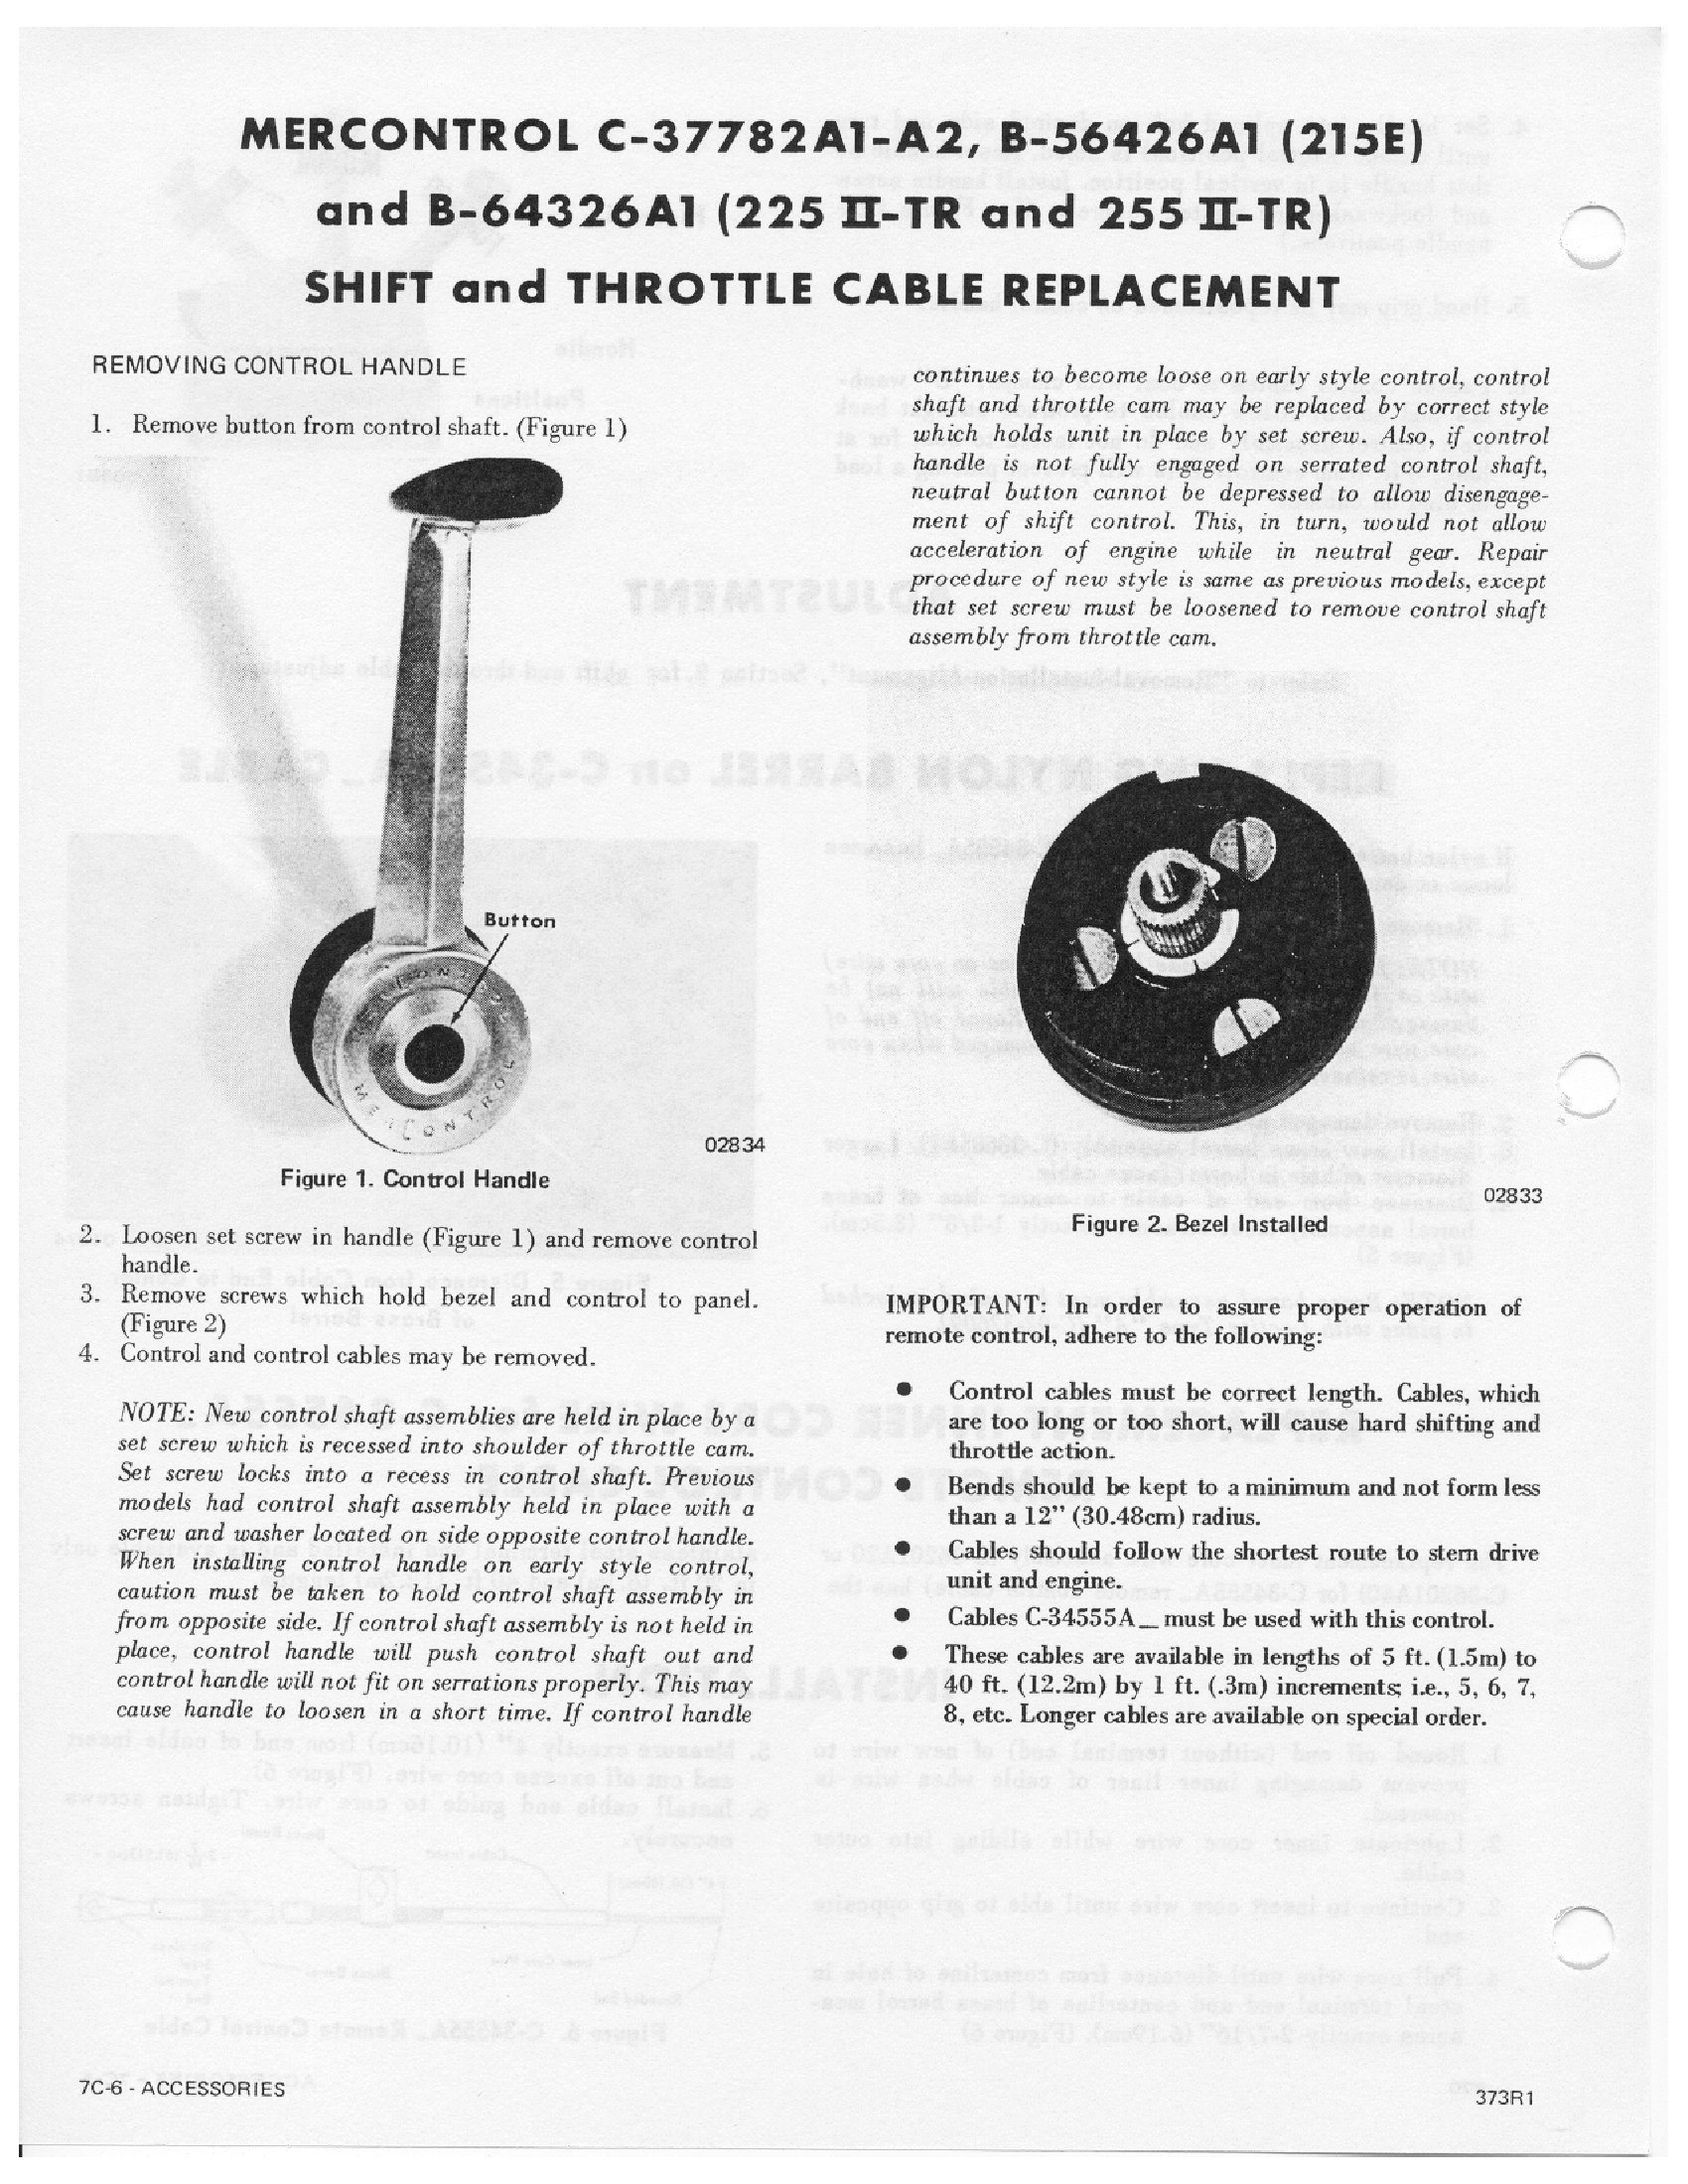 MERCONTROL C-37782A1-A2, B-56426A1 (215E)
and B-64326A1 (225 II-TR and 255 II-TR)
SHIFT and THROTTLE CABLE REPLACEMENT
REMOVING CONTROL HANDLE
1. Remove button from control shaft. (Figure 1)
Button
MERCONTROL
02834
Figure 1. Control Handle
2. Loosen set screw in handle (Figure 1) and remove control
handle.
3. Remove screws which hold bezel and control to panel.
(Figure 2)
4. Control and control cables may be removed.
NOTE: New control shaft assemblies are held in place by a
set screw which is recessed into shoulder of throttle cam.
Set screw locks into a recess in control shaft. Previous
models had control shaft assembly held in place with a
screw and washer located on side opposite control handle.
When installing control handle on early style control,
caution must be taken to hold control shaft assembly in
from opposite side. If control shaft assembly is not held in
place, control handle will push control shaft out and
control handle will not fit on serrations properly. This may
cause handle to loosen in a short time. If control handle
continues to become loose on early style control, control
shaft and throttle cam may be replaced by correct style
which holds unit in place by set screw. Also, if control
handle is not fully engaged on serrated control shaft,
neutral button cannot be depressed to allow disengage-
ment of shift control. This, in turn, would not allow
acceleration of engine while in neutral gear. Repair
procedure of new style is same as previous models, except
that set screw must be loosened to remove control shaft
assembly from throttle cam.
02833
Figure 2. Bezel Installed
IMPORTANT: In order to assure proper operation of
remote control, adhere to the following:
● Control cables must be correct length. Cables, which
are too long or too short, will cause hard shifting and
throttle action.
● Bends should be kept to a minimum and not form less
than a 12” (30.48cm) radius.
● Cables should follow the shortest route to stern drive
unit and engine.
● Cables C-34555A_ must be used with this control.
● These cables are available in lengths of 5 ft. (1.5m) to
40 ft. (12.2m) by 1 ft. (.3m) increments; i.e., 5, 6, 7,
8, etc. Longer cables are available on special order.
7C-6 - ACCESSORIES
373R1